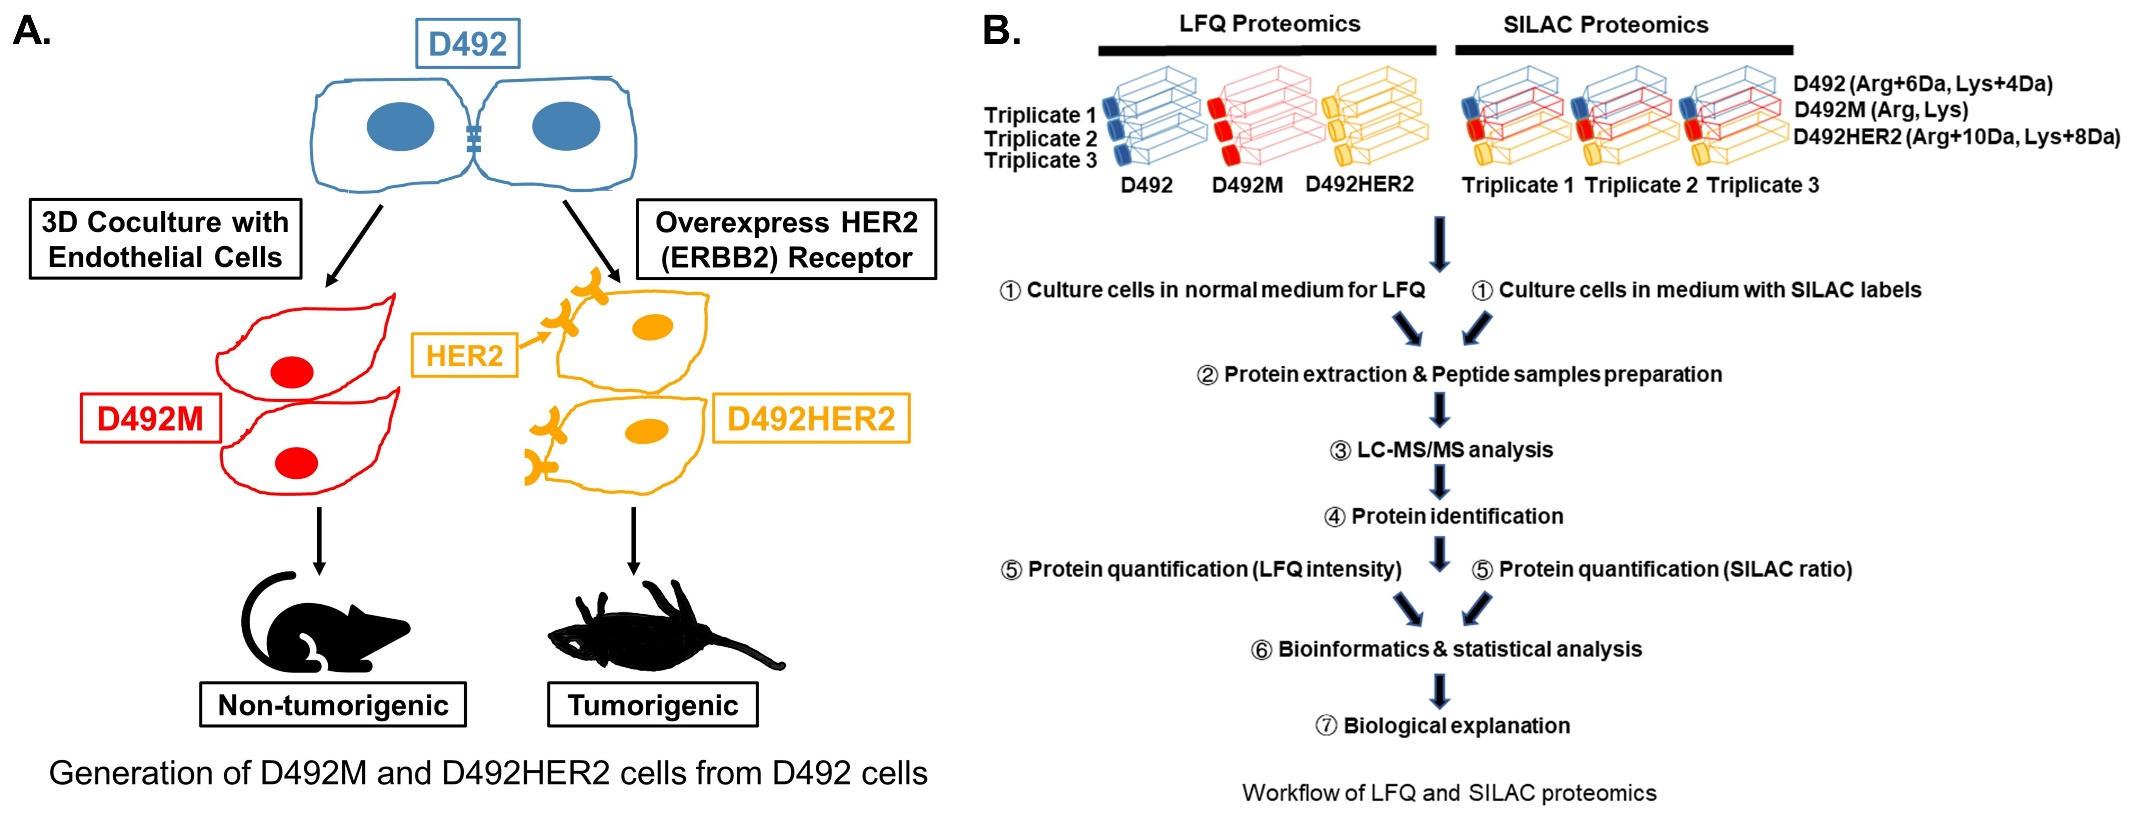 A.
D492
3D Coculture with
Endothelial Cells
Overexpress HER2
(ERBB2) Receptor
HER2
D492M
D492HER2
Non-tumorigenic
Tumorigenic
Generation of D492M and D492HER2 cells from D492 cells
B.
LFQ Proteomics
SILAC Proteomics
Triplicate 1
Triplicate 2
Triplicate 3
D492
D492M
D492HER2
D492 (Arg+6Da, Lys+4Da)
D492M (Arg, Lys)
D492HER2 (Arg+10Da, Lys+8Da)
Triplicate 1
Triplicate 2
Triplicate 3
① Culture cells in normal medium for LFQ
① Culture cells in medium with SILAC labels
② Protein extraction & Peptide samples preparation
③ LC-MS/MS analysis
④ Protein identification
⑤ Protein quantification (LFQ intensity)
⑤ Protein quantification (SILAC ratio)
⑥ Bioinformatics & statistical analysis
⑦ Biological explanation
Workflow of LFQ and SILAC proteomics